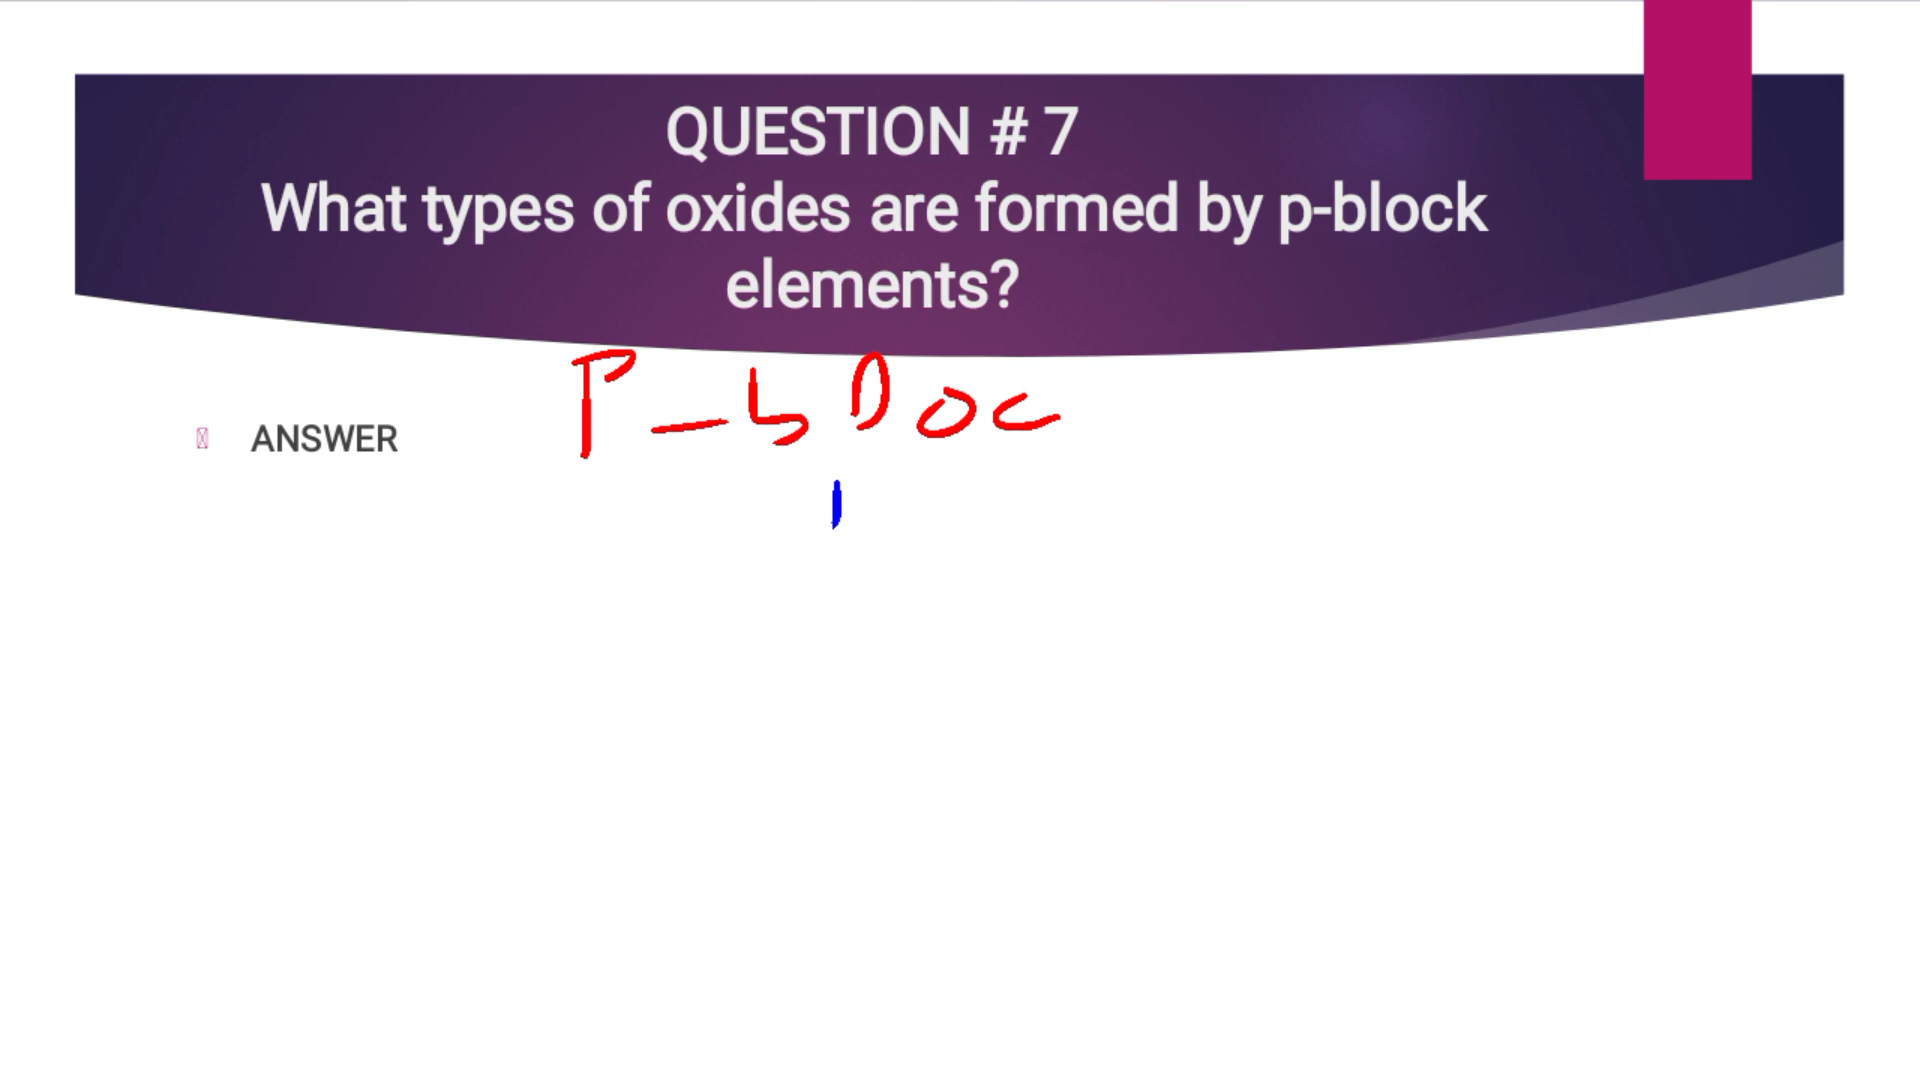 QUESTION # 7
What types of oxides are formed by p-block
elements?
P-bloc
ANSWER